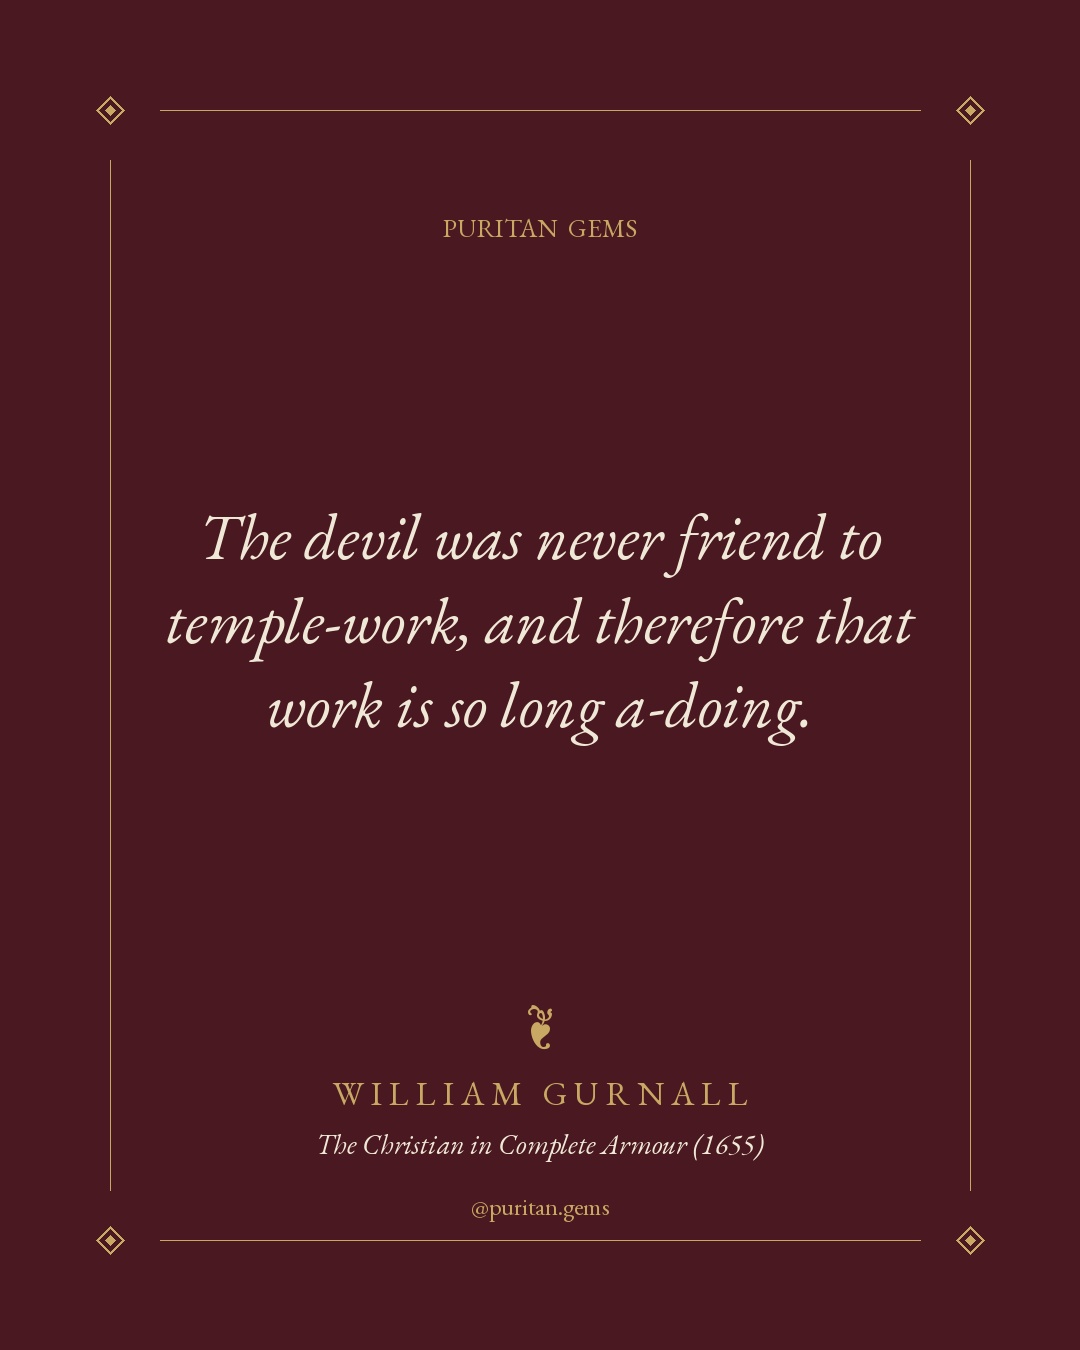 PURITAN GEMS
The devil was never friend to
temple-work, and therefore that
work is so long a-doing.
WILLIAM GURNALL
The Christian in Complete Armour (1655)
@puritan.gems